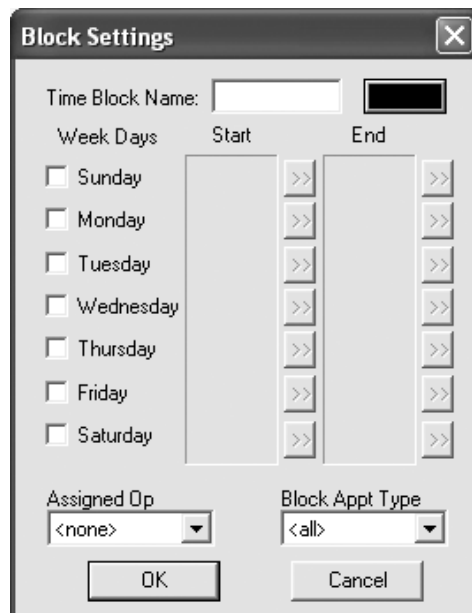 Block Settings
Time Block Name:
Week Days Start End
Sunday >> >>
Monday >> >>
Tuesday >> >>
Wednesday >> >>
Thursday >> >>
Friday >> >>
Saturday >> >>
Assigned Op Block Appt Type
<none> <all>
OK Cancel